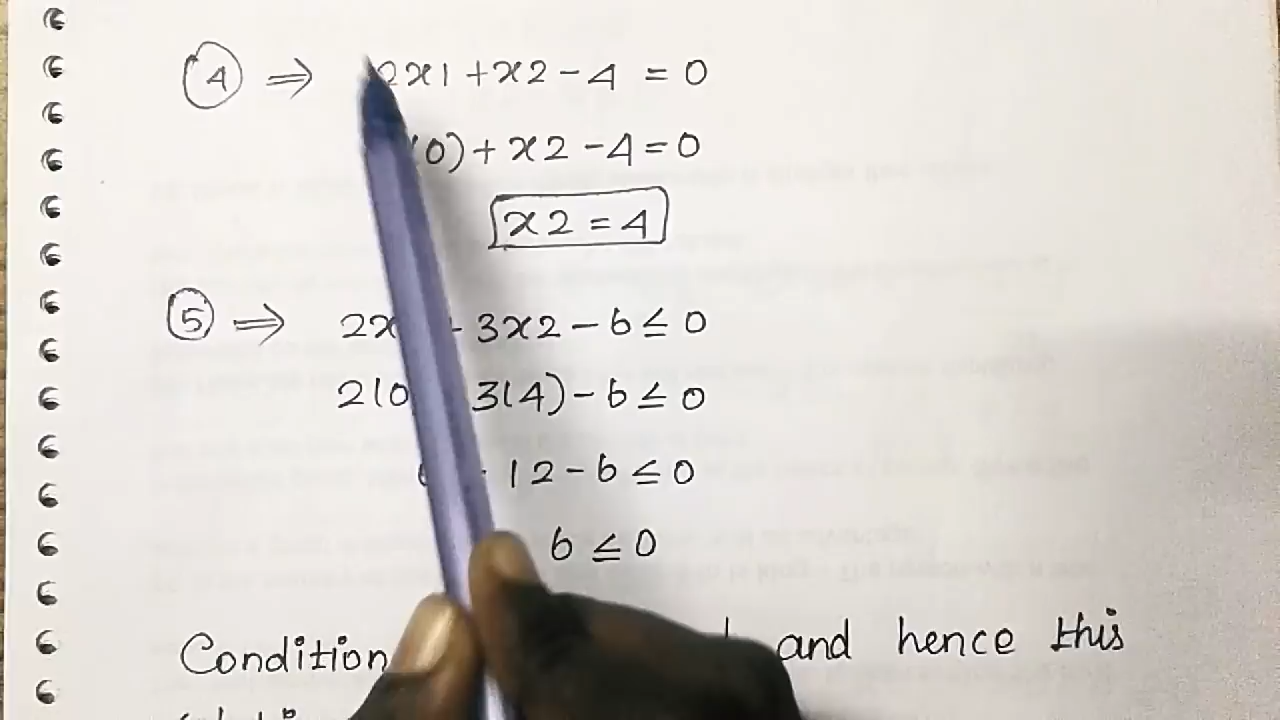 4 ⇒ 2x1 + x2 - 4 = 0
(0) + x2 - 4 = 0
x2 = 4
5 ⇒ 2x - 3x2 - 6 ≤ 0
2(0 3(4) - 6 ≤ 0
12 - 6 ≤ 0
6 ≤ 0
Condition and hence this